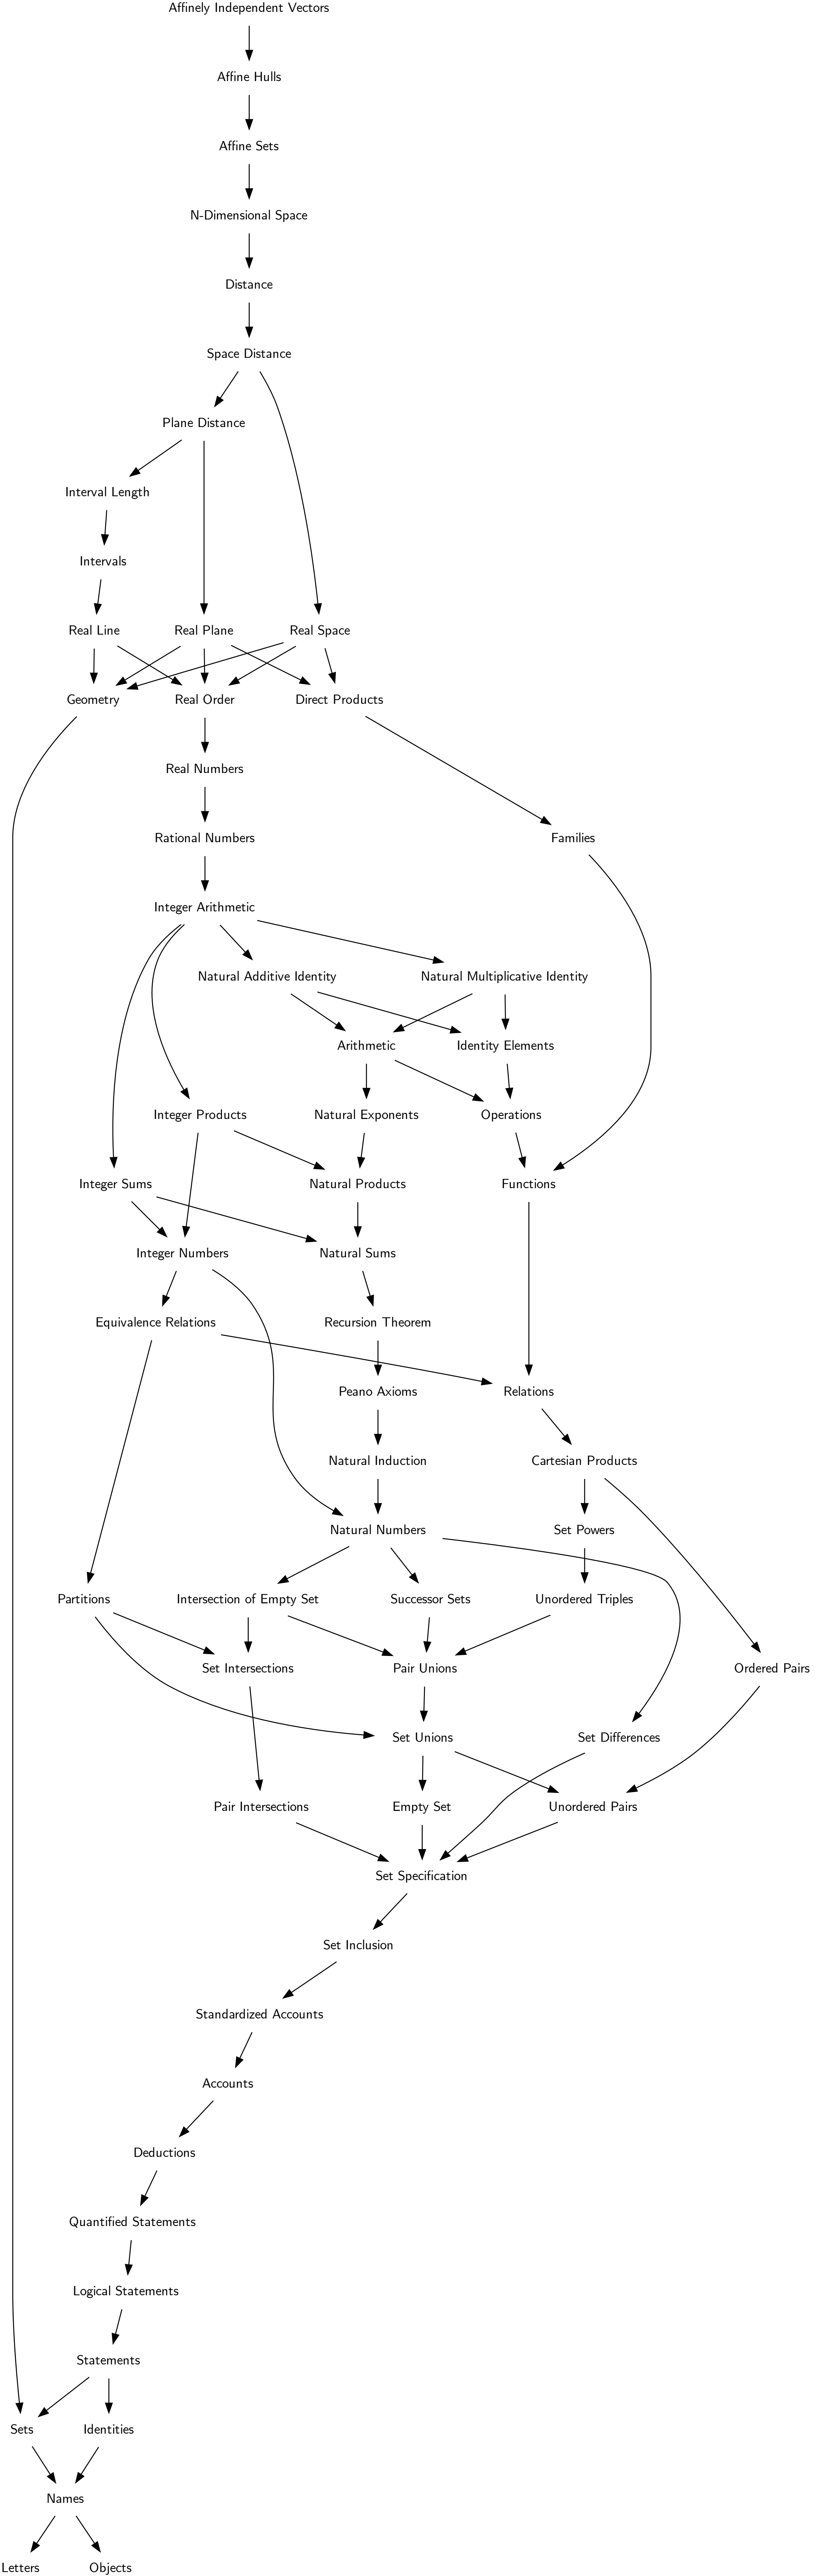 Affinely Independent Vectors
Affine Hulls
Affine Sets
N-Dimensional Space
Distance
Space Distance
Plane Distance
Interval Length
Intervals
Real Line
Real Plane
Real Space
Geometry
Real Order
Direct Products
Real Numbers
Rational Numbers
Families
Integer Arithmetic
Natural Additive Identity
Natural Multiplicative Identity
Arithmetic
Identity Elements
Integer Products
Natural Exponents
Operations
Integer Sums
Natural Products
Functions
Integer Numbers
Natural Sums
Equivalence Relations
Recursion Theorem
Peano Axioms
Relations
Natural Induction
Cartesian Products
Natural Numbers
Set Powers
Partitions
Intersection of Empty Set
Successor Sets
Unordered Triples
Set Intersections
Pair Unions
Ordered Pairs
Set Unions
Set Differences
Pair Intersections
Empty Set
Unordered Pairs
Set Specification
Set Inclusion
Standardized Accounts
Accounts
Deductions
Quantified Statements
Logical Statements
Statements
Sets
Identities
Names
Letters
Objects